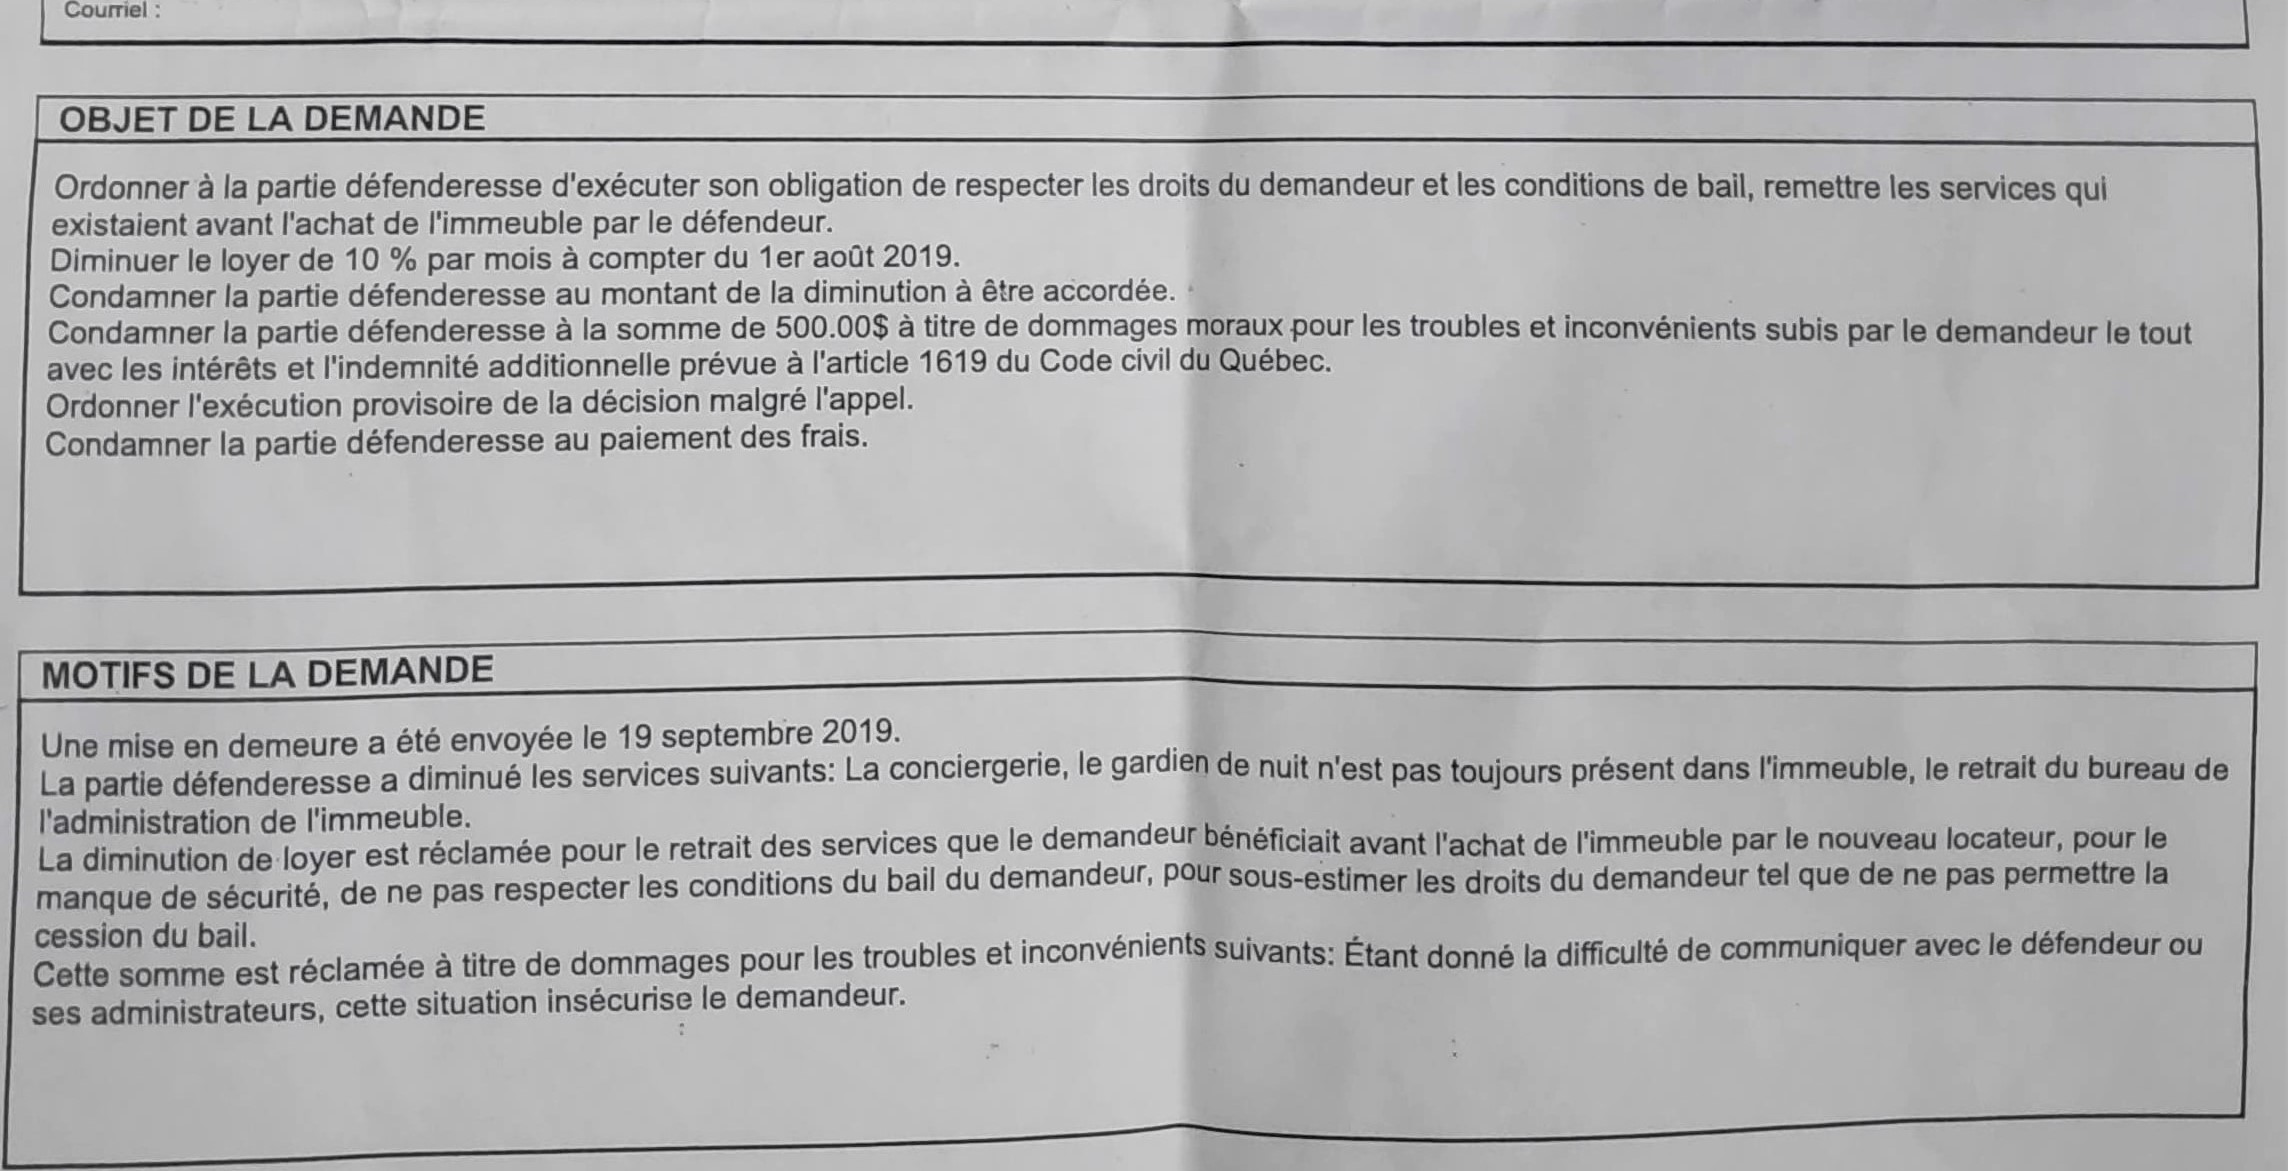 Courriel :
OBJET DE LA DEMANDE
Ordonner à la partie défenderesse d'exécuter son obligation de respecter les droits du demandeur et les conditions de bail, remettre les services qui
existaient avant l'achat de l'immeuble par le défendeur.
Diminuer le loyer de 10 % par mois à compter du 1er août 2019.
Condamner la partie défenderesse au montant de la diminution à être accordée.
Condamner la partie défenderesse à la somme de 500.00$ à titre de dommages moraux pour les troubles et inconvénients subis par le demandeur le tout
avec les intérêts et l'indemnité additionnelle prévue à l'article 1619 du Code civil du Québec.
Ordonner l'exécution provisoire de la décision malgré l'appel.
Condamner la partie défenderesse au paiement des frais.
MOTIFS DE LA DEMANDE
Une mise en demeure a été envoyée le 19 septembre 2019.
La partie défenderesse a diminué les services suivants: La conciergerie, le gardien de nuit n'est pas toujours présent dans l'immeuble, le retrait du bureau de
l'administration de l'immeuble.
La diminution de loyer est réclamée pour le retrait des services que le demandeur bénéficiait avant l'achat de l'immeuble par le nouveau locateur, pour le
manque de sécurité, de ne pas respecter les conditions du bail du demandeur, pour sous-estimer les droits du demandeur tel que de ne pas permettre la
cession du bail.
Cette somme est réclamée à titre de dommages pour les troubles et inconvénients suivants: Étant donné la difficulté de communiquer avec le défendeur ou
ses administrateurs, cette situation insécurise le demandeur.